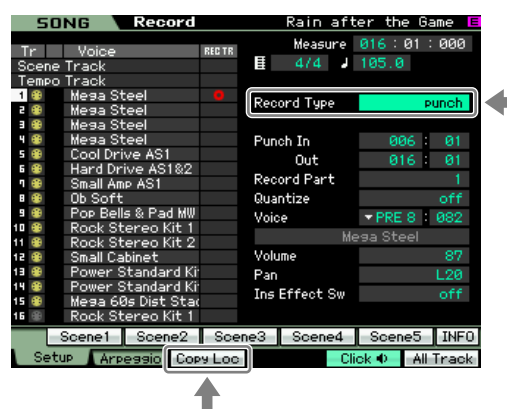 SONG Record Rain after the Game E
Measure 016 : 01 : 000
Tr Voice REC TR 4/4 105.0
Scene Track
Tempo Track
1 Mega Steel
2 Mega Steel
3 Mega Steel
4 Mega Steel
5 Cool Drive AS1
6 Hard Drive AS1&2
7 Small Amp AS1
8 Ob Soft
9 Pop Bells & Pad MW
10 Rock Stereo Kit 1
11 Rock Stereo Kit 2
12 Small Cabinet
13 Power Standard Ki
14 Power Standard Ki
15 Mega 60s Dist Stac
16 Rock Stereo Kit 1
Record Type punch
Punch In 006 : 01
Out 016 : 01
Record Part 1
Quantize off
Voice PRE 8 : 082
Mega Steel
Volume 87
Pan L20
Ins Effect Sw off
Scene1 Scene2 Scene3 Scene4 Scene5 INFO
Setup Arpeggio Copy Loc Click All Track